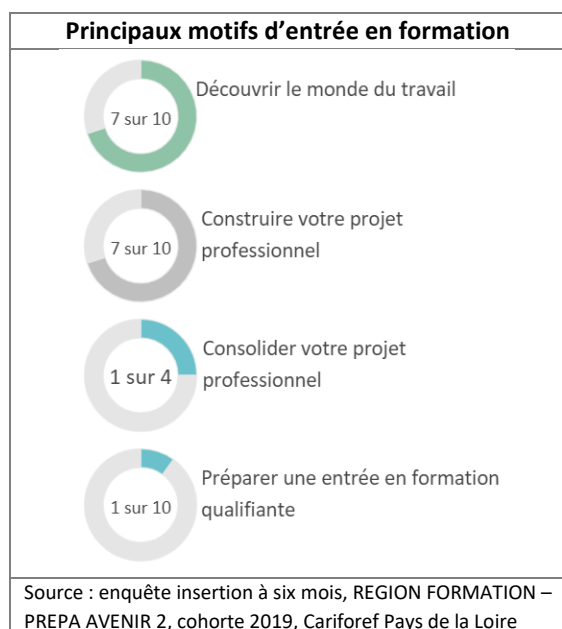 Principaux motifs d’entrée en formation
7 sur 10
Découvrir le monde du travail
7 sur 10
Construire votre projet
professionnel
1 sur 4
Consolider votre projet
professionnel
1 sur 10
Préparer une entrée en formation
qualifiante
Source : enquête insertion à six mois, REGION FORMATION –
PREPA AVENIR 2, cohorte 2019, Cariforef Pays de la Loire